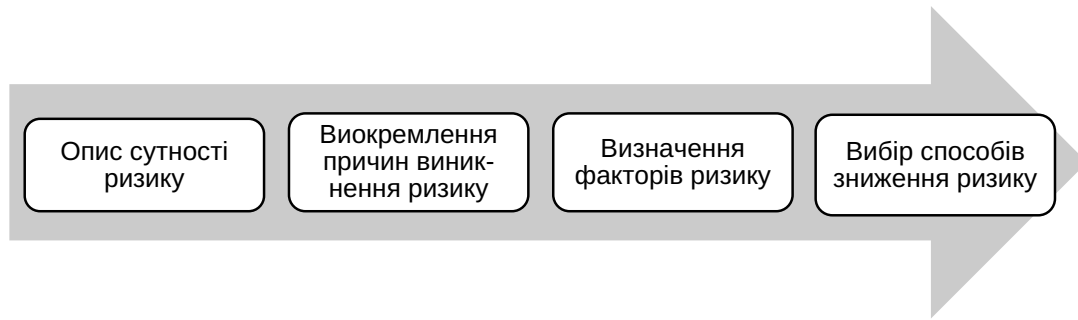 Опис сутності
ризику
Виокремлення
причин виник-
нення ризику
Визначення
факторів ризику
Вибір способів
зниження ризику